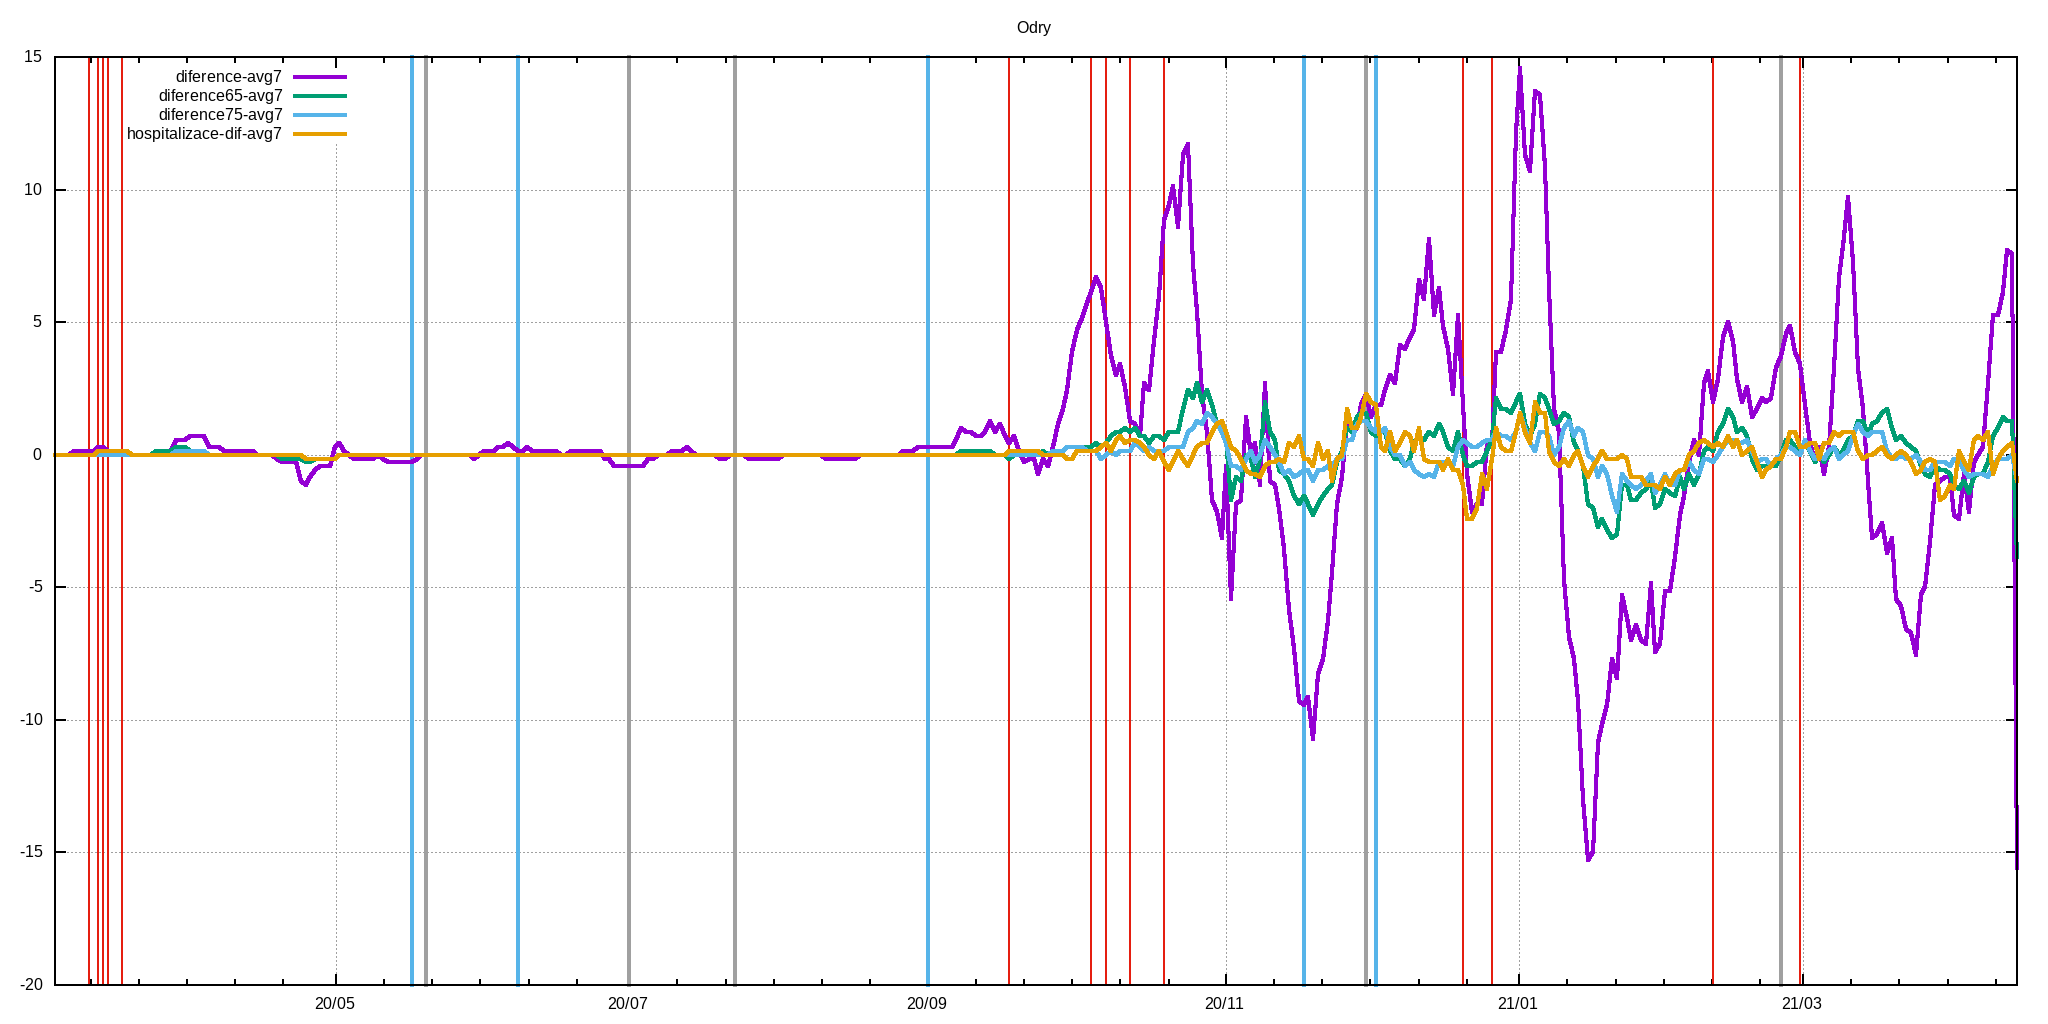 Odry
15
diference-avg7
diference65-avg7
diference75-avg7
hospitalizace-dif-avg7
10
5
0
-5
-10
-15
-20
20/05 20/07 20/09 20/11 21/01 21/03